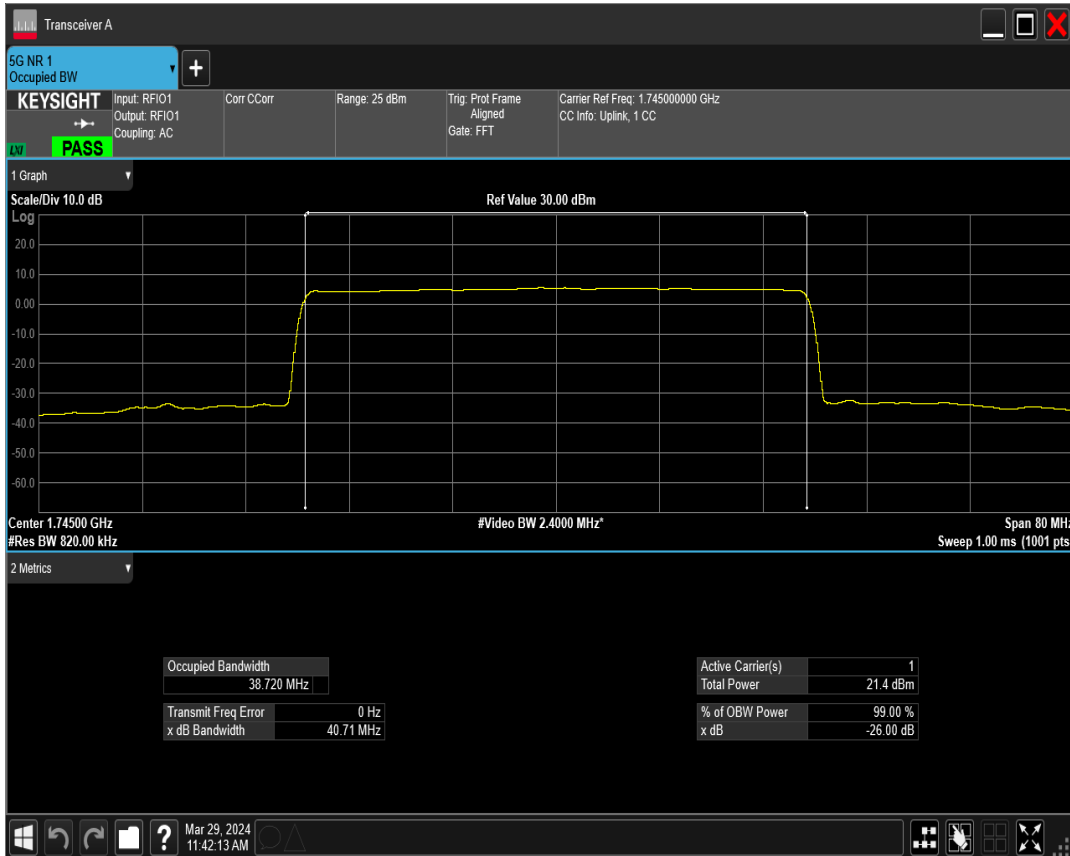 Transceiver A
5G NR 1
Occupied BW
KEYSIGHT
LXI
PASS
Input: RFIO1
Output: RFIO1
Coupling: AC
Corr CCorr
Range: 25 dBm
Trig: Prot Frame
Aligned
Gate: FFT
Carrier Ref Freq: 1.745000000 GHz
CC Info: Uplink, 1 CC
1 Graph
Scale/Div 10.0 dB
Ref Value 30.00 dBm
Log
20.0
10.0
0.00
-10.0
-20.0
-30.0
-40.0
-50.0
-60.0
Center 1.74500 GHz
#Video BW 2.4000 MHz*
Span 80 MHz
#Res BW 820.00 kHz
Sweep 1.00 ms (1001 pts
2 Metrics
Occupied Bandwidth
38.720 MHz
Transmit Freq Error 0 Hz
x dB Bandwidth 40.71 MHz
Active Carrier(s) 1
Total Power 21.4 dBm
% of OBW Power 99.00 %
x dB -26.00 dB
?
Mar 29, 2024
11:42:13 AM